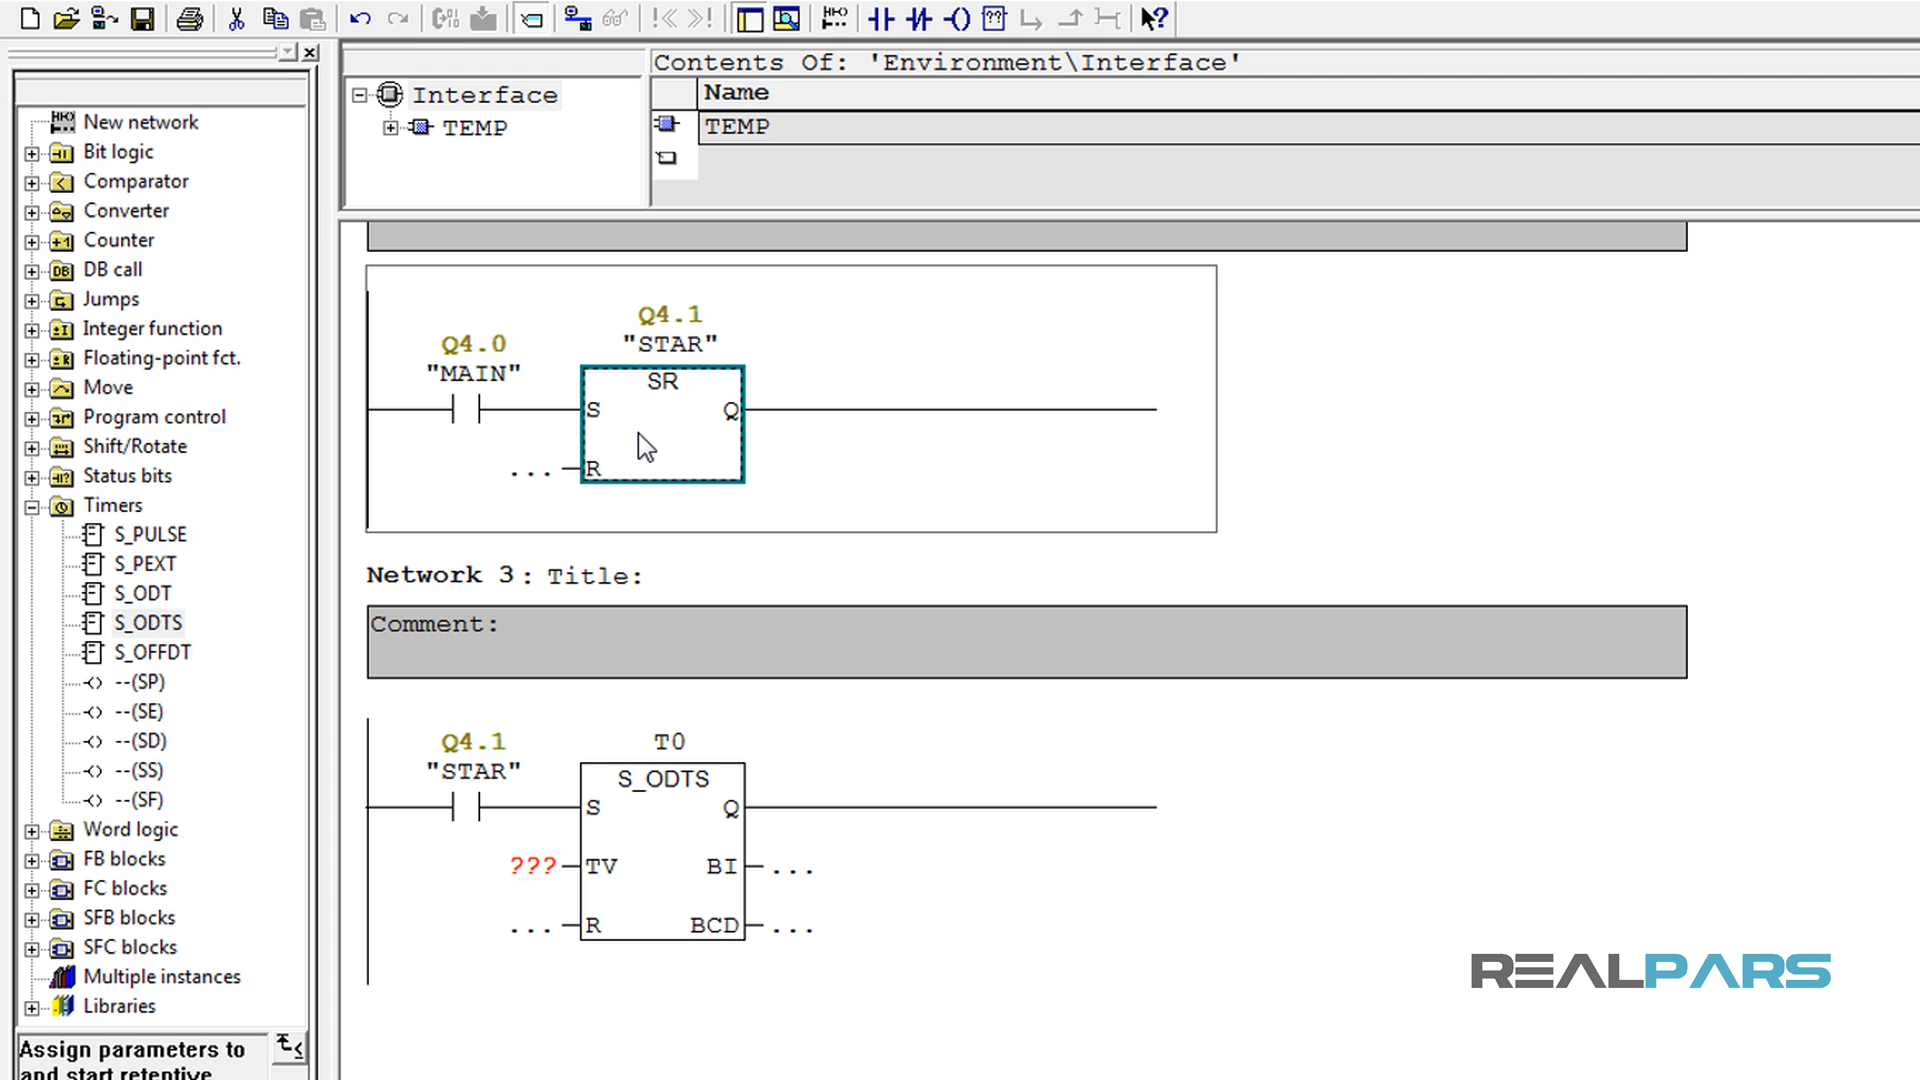 Contents Of: 'Environment\Interface'
Interface
TEMP
Name
TEMP
New network
Bit logic
Comparator
Converter
Counter
DB call
Jumps
Integer function
Floating-point fct.
Move
Program control
Shift/Rotate
Status bits
Timers
S_PULSE
S_PEXT
S_ODT
S_ODTS
S_OFFDT
--(SP)
--(SE)
--(SD)
--(SS)
--(SF)
Word logic
FB blocks
FC blocks
SFB blocks
SFC blocks
Multiple instances
Libraries
Assign parameters to
and start retentive
Q4.1
"STAR"
Q4.0
"MAIN"
SR
S Q
... R
Network 3: Title:
Comment:
Q4.1 T0
"STAR" S_ODTS
S Q
??? TV BI ...
... R BCD ...
REALPARS